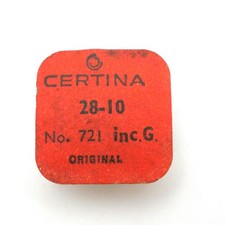 CERTINA
28-10
No. 721 inc.G.
ORIGINAL